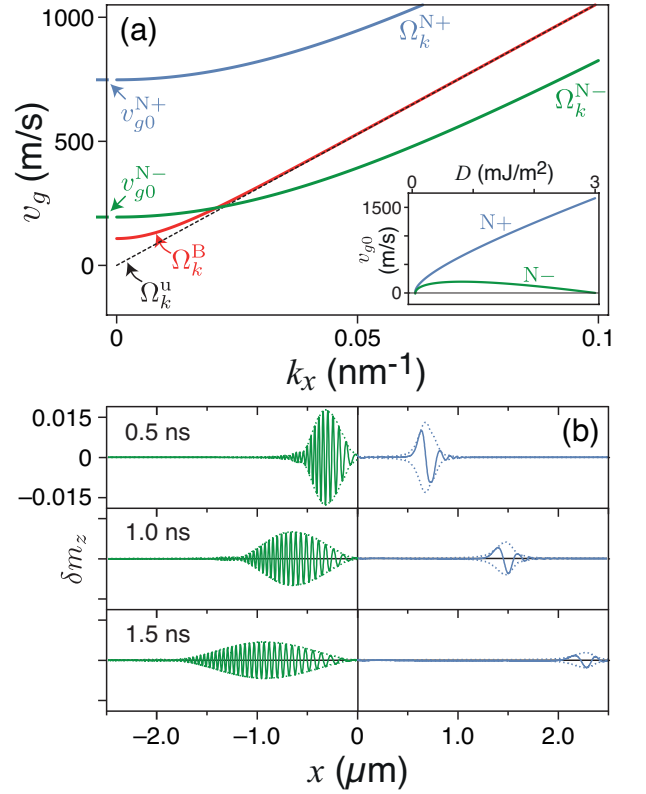 (a)
1000
500
0
v_g (m/s)
Ω_k^{N+}
v_{g0}^{N+}
Ω_k^{N−}
v_{g0}^{N−}
Ω_k^B
Ω_k^u
D (mJ/m²)
0 3
1500
0
v_{g0} (m/s)
N+
N−
0 0.05 0.1
k_x (nm⁻¹)
(b)
0.5 ns
0.015
0
−0.015
1.0 ns
δm_z
1.5 ns
−2.0 −1.0 0 1.0 2.0
x (μm)